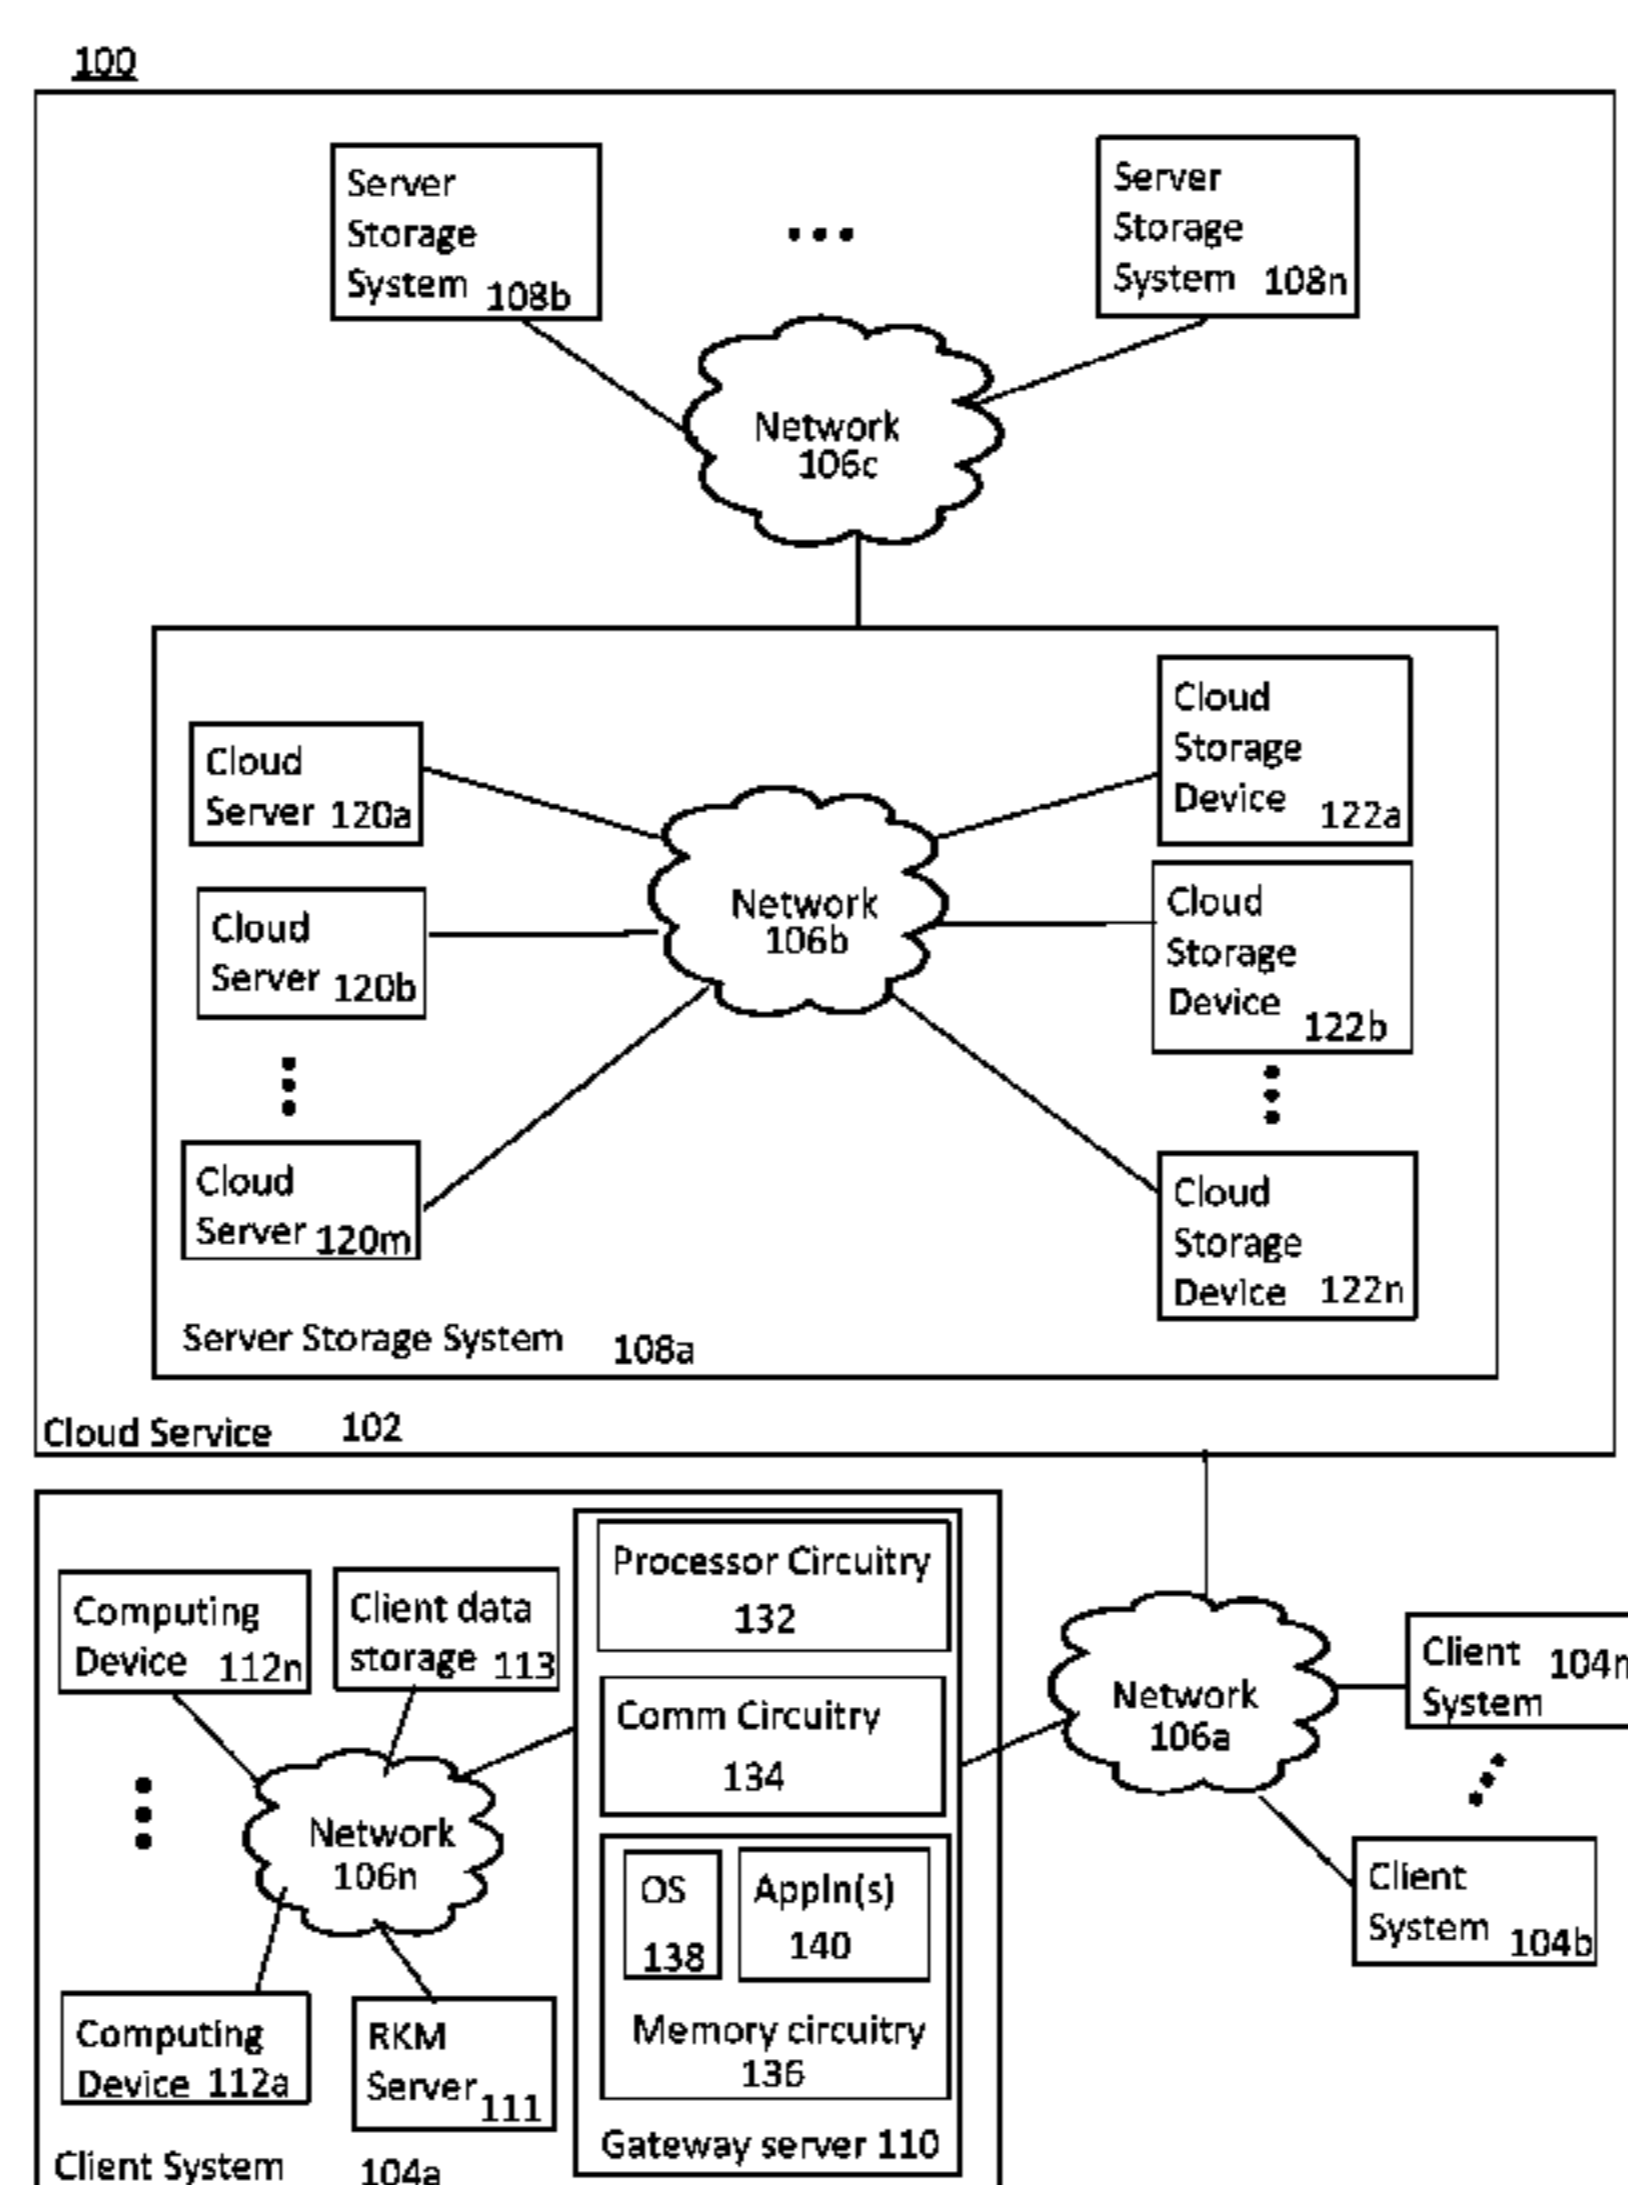 100
Server
Storage
System 108b
Server
Storage
System 108n
Network
106c
Cloud
Server 120a
Cloud
Server 120b
Cloud
Server 120m
Network
106b
Cloud
Storage
Device 122a
Cloud
Storage
Device
122b
Cloud
Storage
Device 122n
Server Storage System 108a
Cloud Service 102
Computing
Device 112n
Client data
storage 113
Network
106n
Computing
Device 112a
RKM
Server 111
Client System 104a
Processor Circuitry
132
Comm Circuitry
134
OS
138
Appln(s)
140
Memory circuitry
136
Gateway server 110
Network
106a
Client 104n
System
Client
System 104b